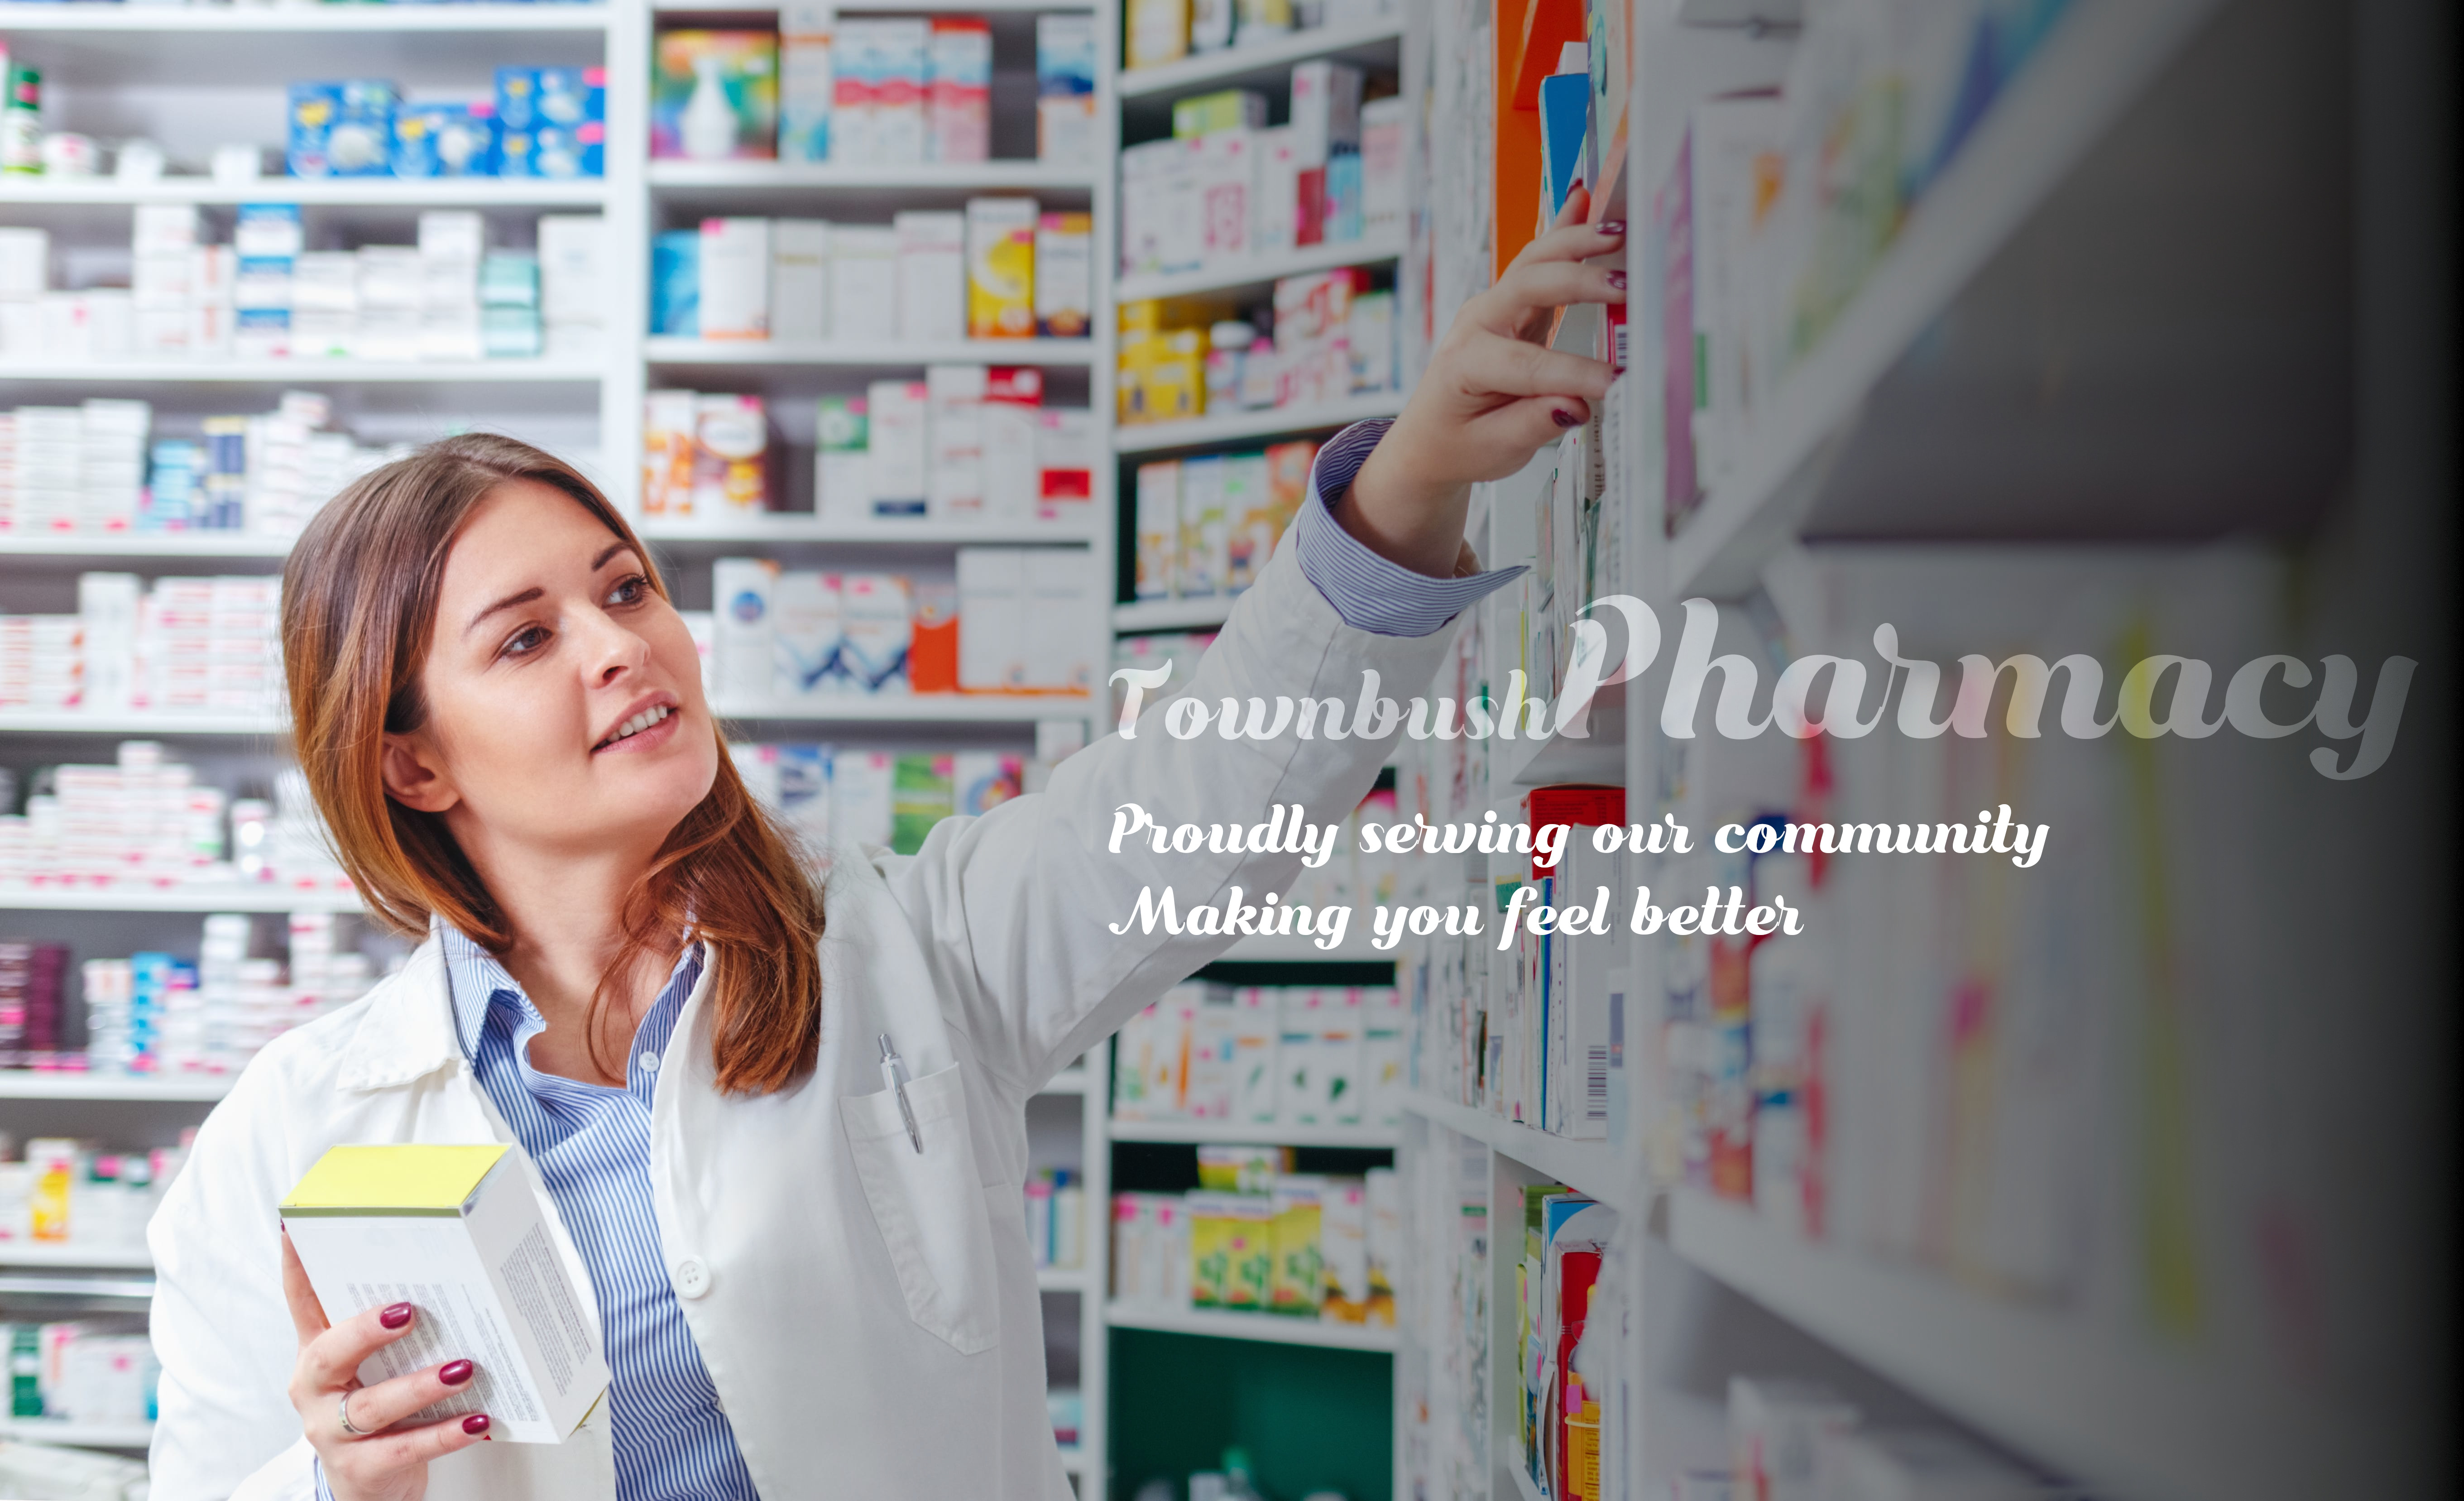 Townbush Pharmacy
Proudly serving our community
Making you feel better